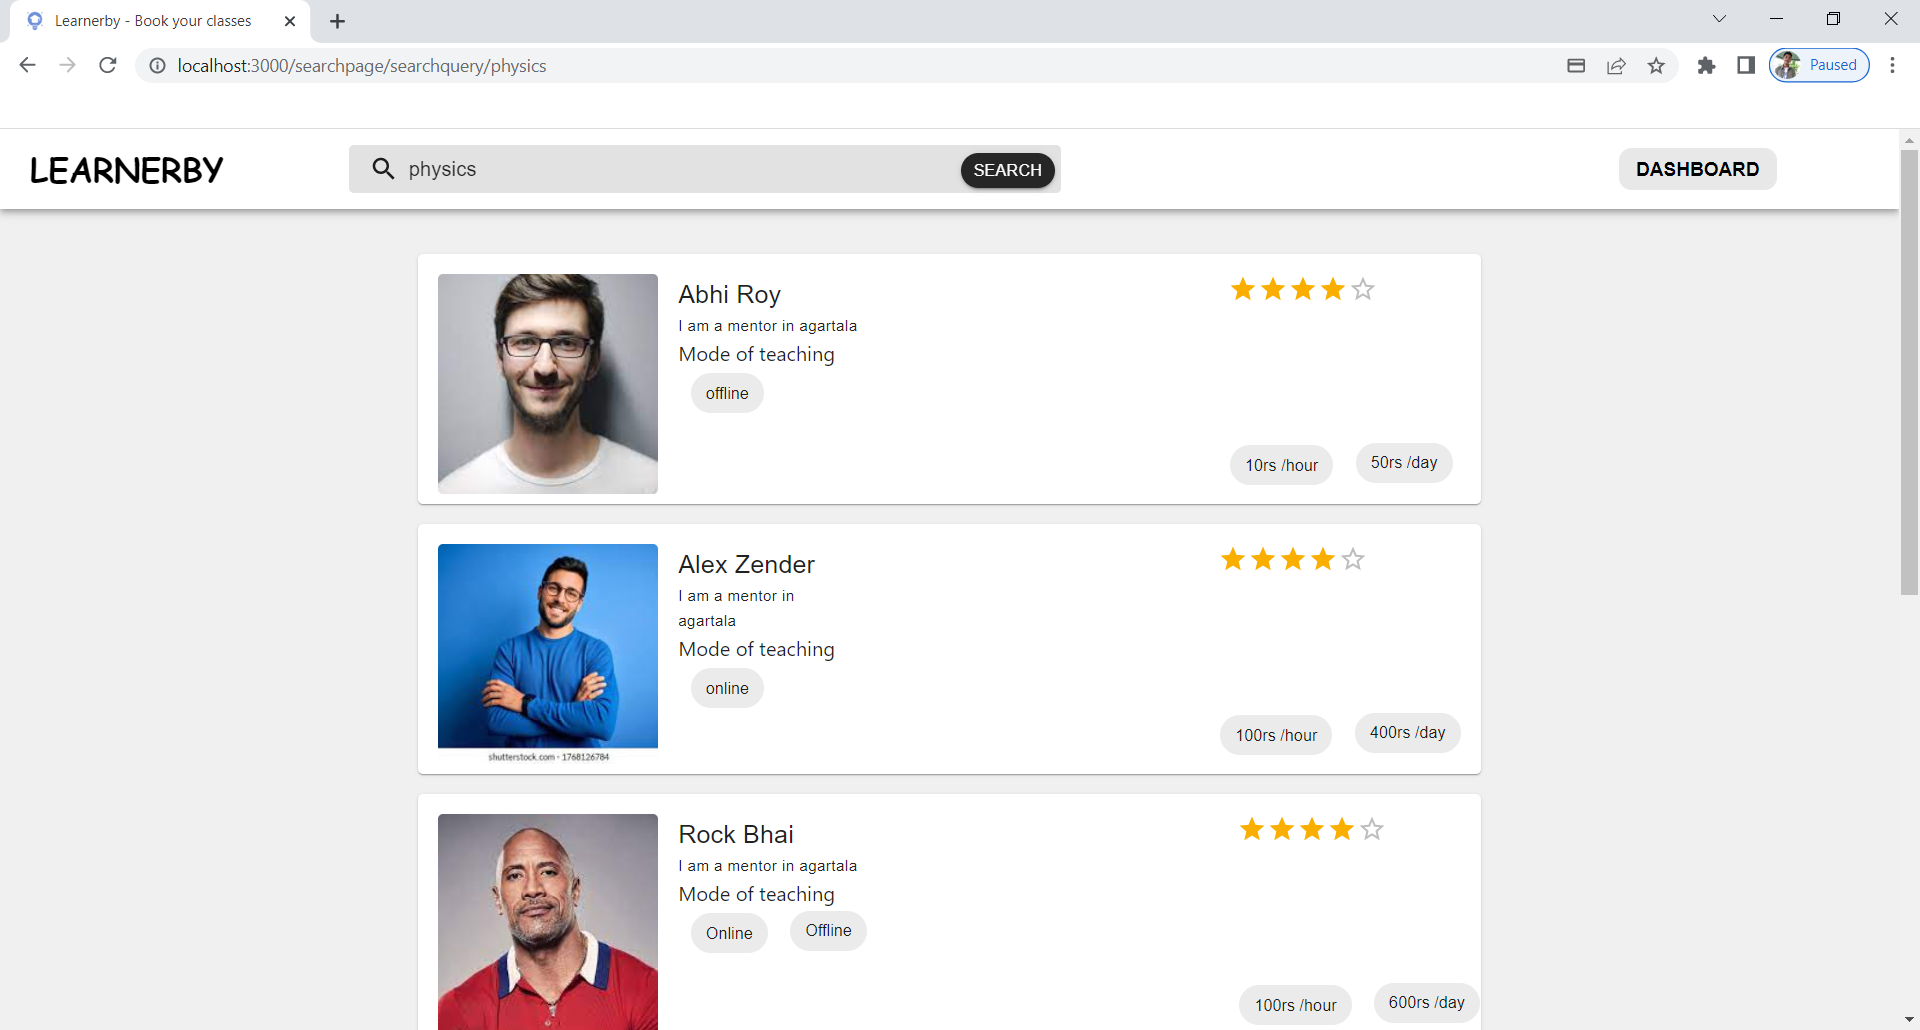 Learnerby - Book your classes
localhost:3000/searchpage/searchquery/physics
Paused
LEARNERBY
physics
SEARCH
DASHBOARD
Abhi Roy
I am a mentor in agartala
Mode of teaching
offline
10rs /hour
50rs /day
Alex Zender
I am a mentor in
agartala
Mode of teaching
online
100rs /hour
400rs /day
shutterstock.com · 1768126784
Rock Bhai
I am a mentor in agartala
Mode of teaching
Online
Offline
100rs /hour
600rs /day